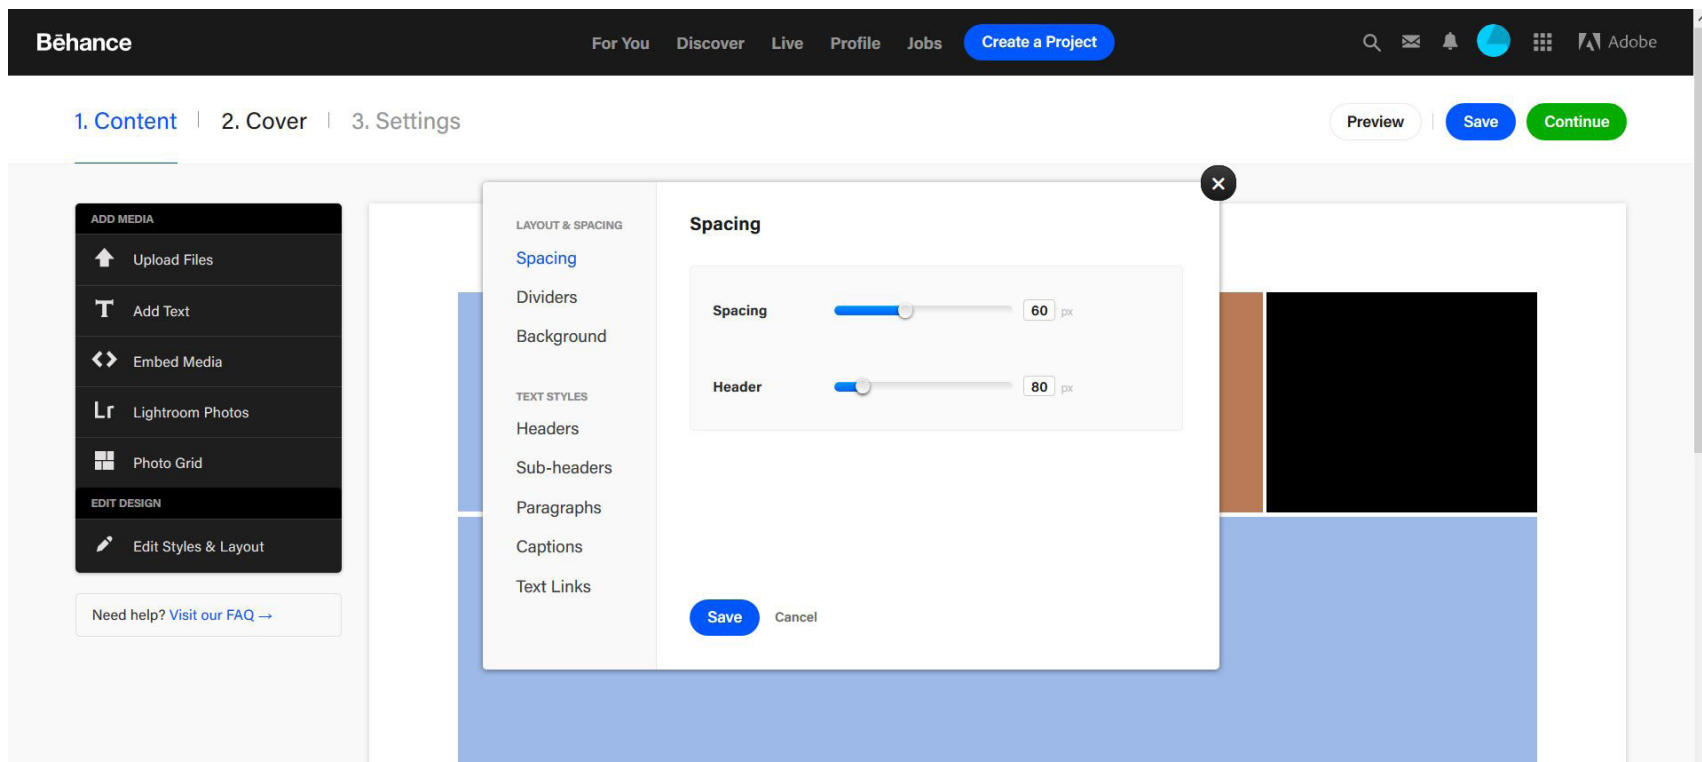 Bēhance
For You Discover Live Profile Jobs Create a Project
Adobe
1. Content 2. Cover 3. Settings
Preview Save Continue
ADD MEDIA
Upload Files
Add Text
Embed Media
Lr Lightroom Photos
Photo Grid
EDIT DESIGN
Edit Styles & Layout
Need help? Visit our FAQ →
LAYOUT & SPACING
Spacing
Dividers
Background
TEXT STYLES
Headers
Sub-headers
Paragraphs
Captions
Text Links
Spacing
Spacing 60 px
Header 80 px
Save Cancel